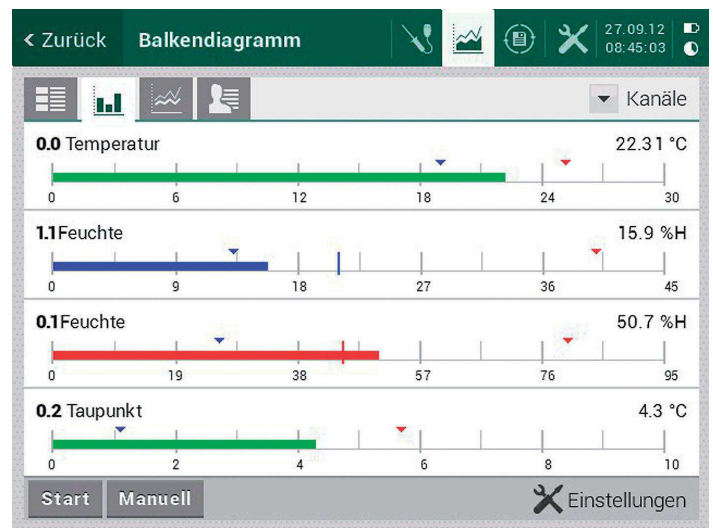 < Zurück Balkendiagramm 27.09.12
08:45:03
Kanäle
0.0 Temperatur 22.31 °C
0 6 12 18 24 30
1.1Feuchte 15.9 %H
0 9 18 27 36 45
0.1Feuchte 50.7 %H
0 19 38 57 76 95
0.2 Taupunkt 4.3 °C
0 2 4 6 8 10
Start Manuell Einstellungen